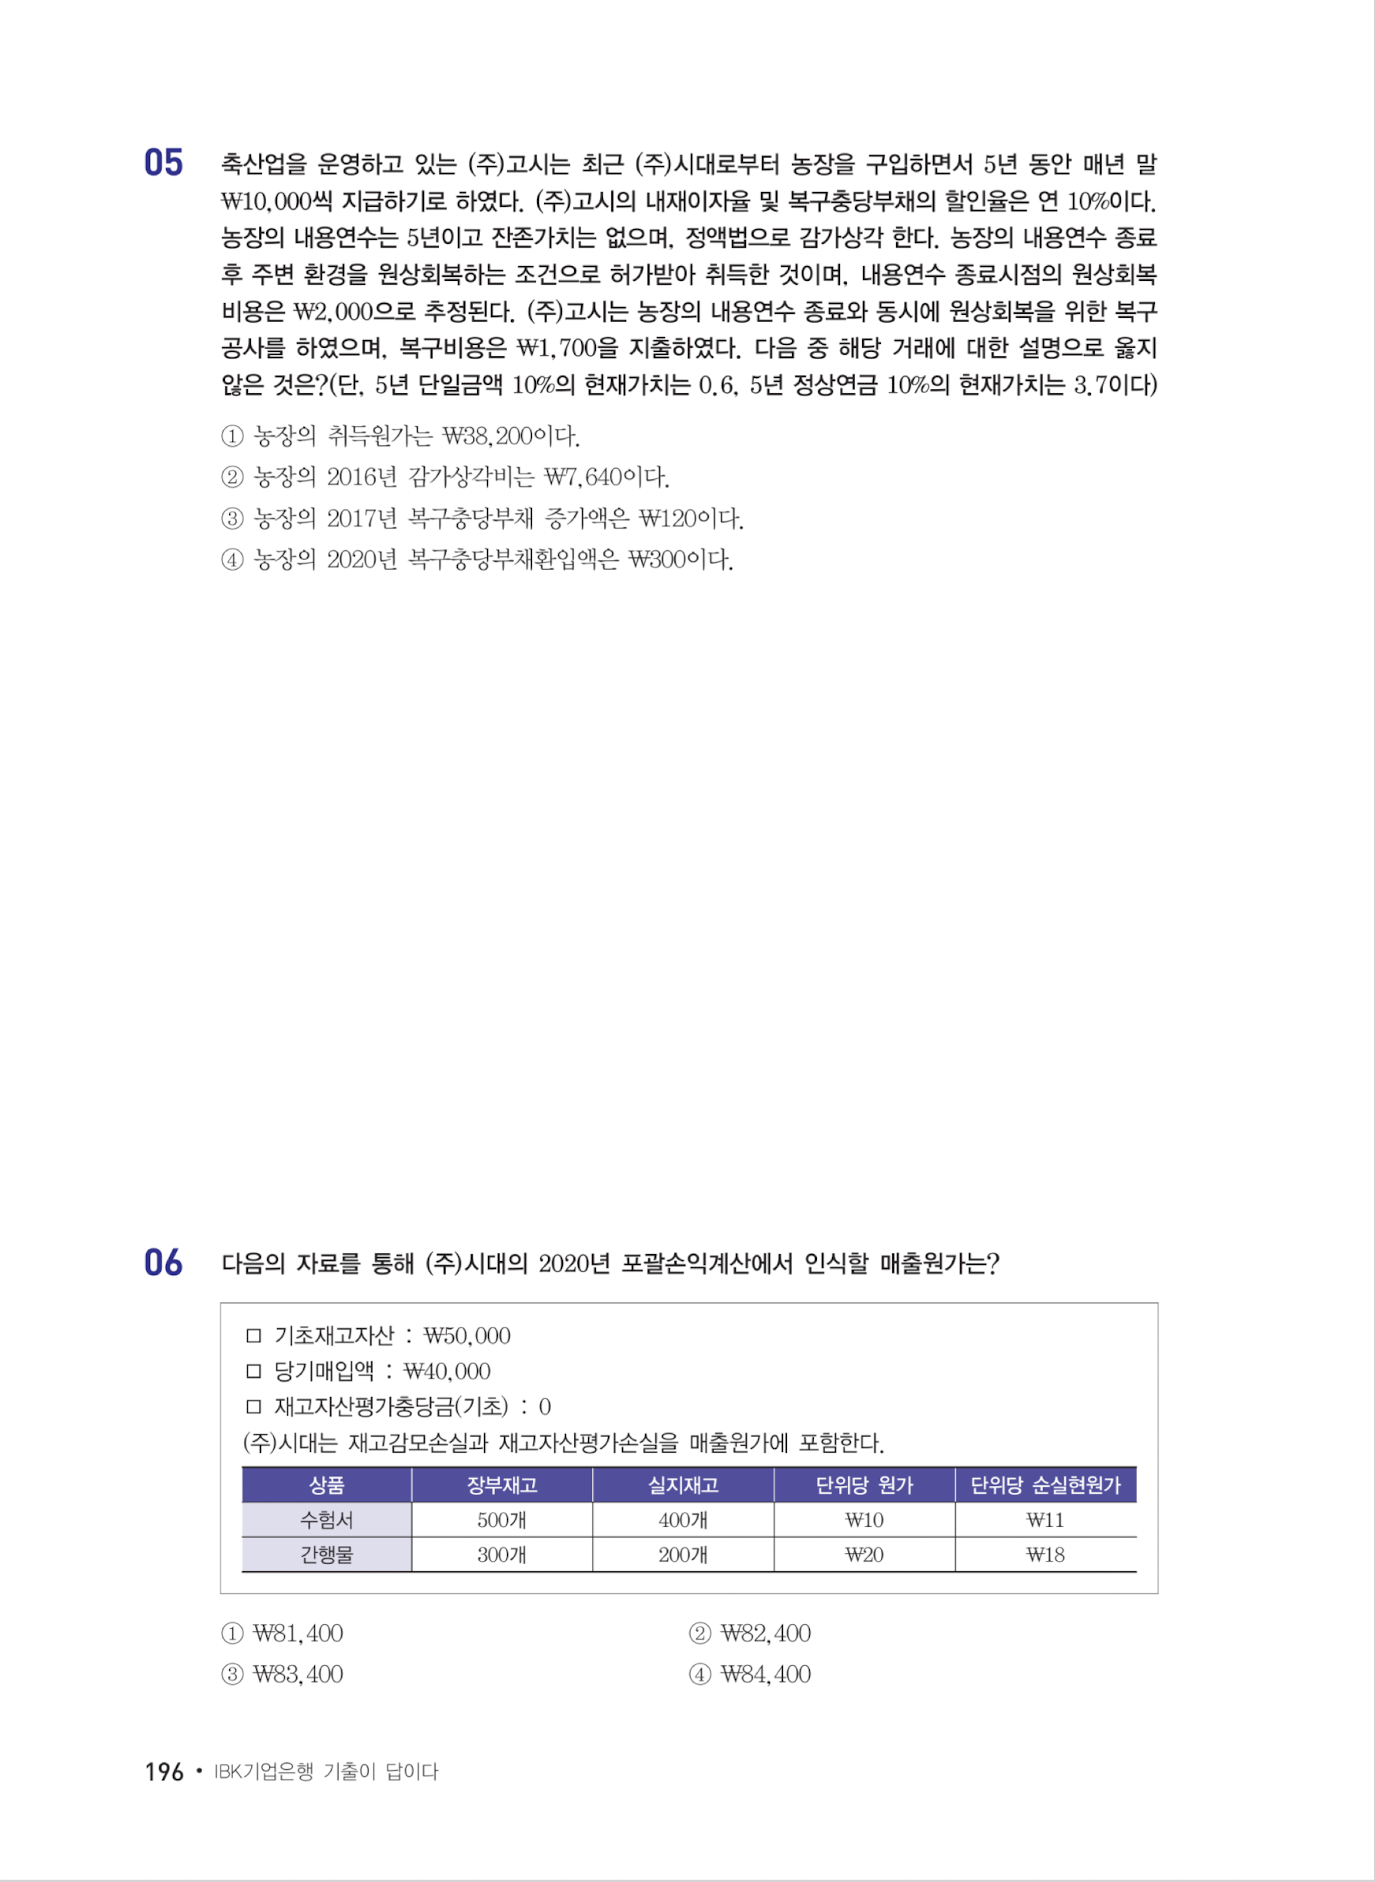 05
축산업을 운영하고 있는 (주)고시는 최근 (주)시대로부터 농장을 구입하면서 5년 동안 매년 말
₩10,000씩 지급하기로 하였다. (주)고시의 내재이자율 및 복구충당부채의 할인율은 연 10%이다.
농장의 내용연수는 5년이고 잔존가치는 없으며, 정액법으로 감가상각 한다. 농장의 내용연수 종료
후 주변 환경을 원상회복하는 조건으로 허가받아 취득한 것이며, 내용연수 종료시점의 원상회복
비용은 ₩2,000으로 추정된다. (주)고시는 농장의 내용연수 종료와 동시에 원상회복을 위한 복구
공사를 하였으며, 복구비용은 ₩1,700을 지출하였다. 다음 중 해당 거래에 대한 설명으로 옳지
않은 것은?(단, 5년 단일금액 10%의 현재가치는 0.6, 5년 정상연금 10%의 현재가치는 3.7이다)
① 농장의 취득원가는 ₩38,200이다.
② 농장의 2016년 감가상각비는 ₩7,640이다.
③ 농장의 2017년 복구충당부채 증가액은 ₩120이다.
④ 농장의 2020년 복구충당부채환입액은 ₩300이다.
06
다음의 자료를 통해 (주)시대의 2020년 포괄손익계산에서 인식할 매출원가는?
□ 기초재고자산 : ₩50,000
□ 당기매입액 : ₩40,000
□ 재고자산평가충당금(기초) : 0
(주)시대는 재고감모손실과 재고자산평가손실을 매출원가에 포함한다.
상품 장부재고 실지재고 단위당 원가 단위당 순실현원가
수험서 500개 400개 ₩10 ₩11
간행물 300개 200개 ₩20 ₩18
① ₩81,400 ② ₩82,400
③ ₩83,400 ④ ₩84,400
196 • IBK기업은행 기출이 답이다